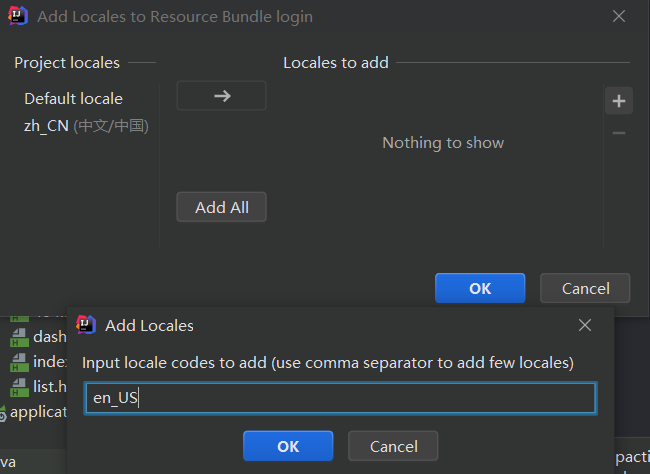 Add Locales to Resource Bundle login
Project locales
Locales to add
Default locale
zh_CN (中文/中国)
Nothing to show
Add All
OK
Cancel
Add Locales
Input locale codes to add (use comma separator to add few locales)
en_US
OK
Cancel
dash
index
list.h
applicat
va
pacti